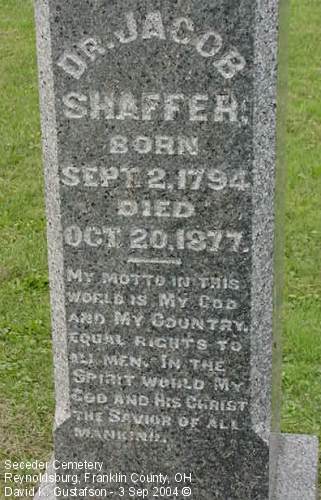 DR. JACOB
SHAFFER,
BORN
SEPT. 2, 1794
DIED
OCT. 20, 1877.
MY MOTTO IN THIS
WORLD IS MY GOD
AND MY COUNTRY.
EQUAL RIGHTS TO
ALL MEN. IN THE
SPIRIT WORLD MY
GOD AND HIS CHRIST
THE SAVIOR OF ALL
MANKIND.
Seceder Cemetery
Reynoldsburg, Franklin County, OH
David K. Gustafson - 3 Sep 2004 ©